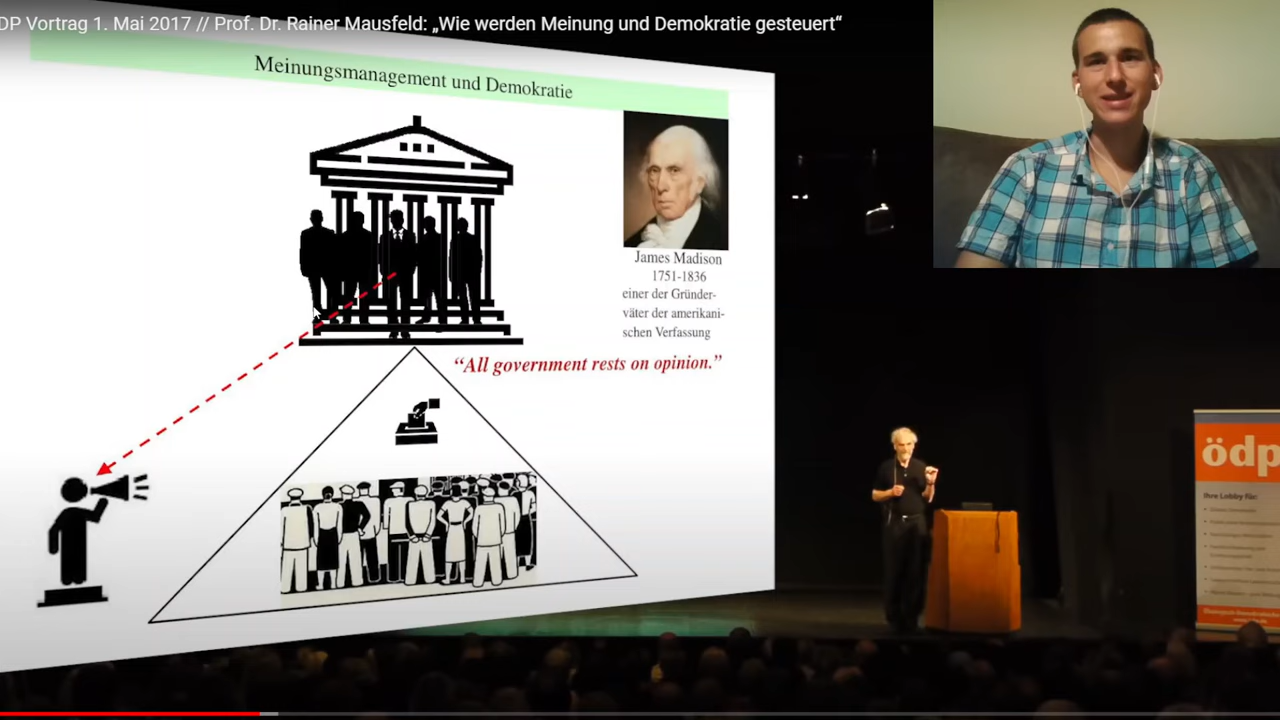 DP Vortrag 1. Mai 2017 // Prof. Dr. Rainer Mausfeld: „Wie werden Meinung und Demokratie gesteuert“
Meinungsmanagement und Demokratie
James Madison
1751-1836
einer der Gründer-
väter der amerikani-
schen Verfassung
“All government rests on opinion.”
ödp
Ihre Lobby für: